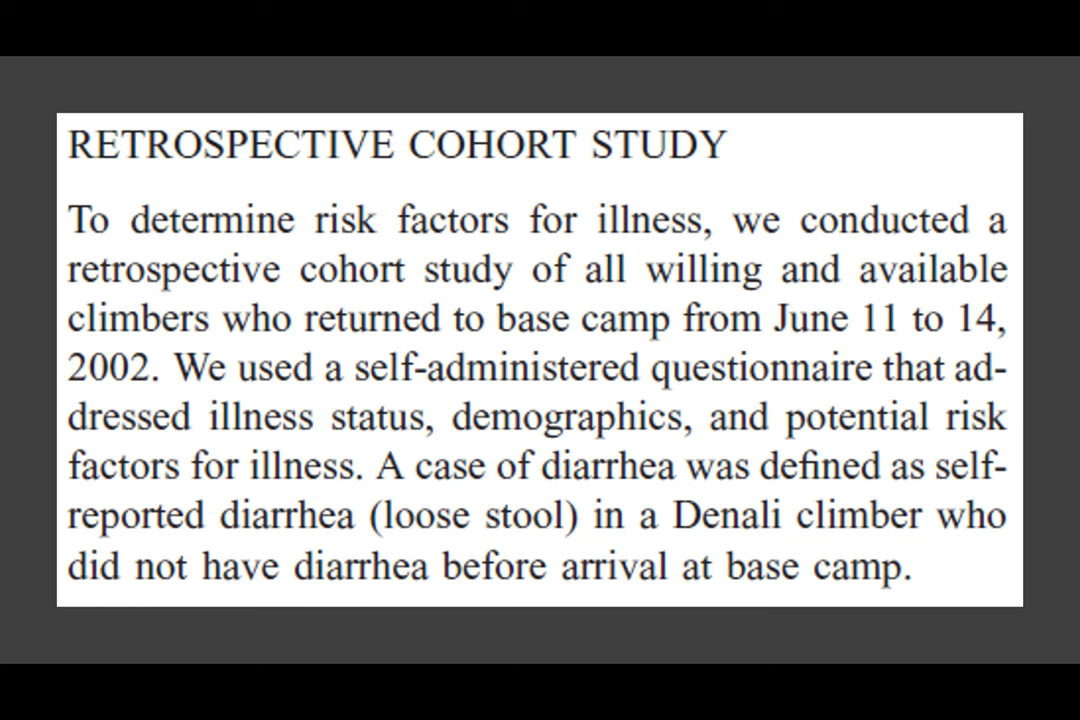 RETROSPECTIVE COHORT STUDY
To determine risk factors for illness, we conducted a
retrospective cohort study of all willing and available
climbers who returned to base camp from June 11 to 14,
2002. We used a self-administered questionnaire that ad-
dressed illness status, demographics, and potential risk
factors for illness. A case of diarrhea was defined as self-
reported diarrhea (loose stool) in a Denali climber who
did not have diarrhea before arrival at base camp.